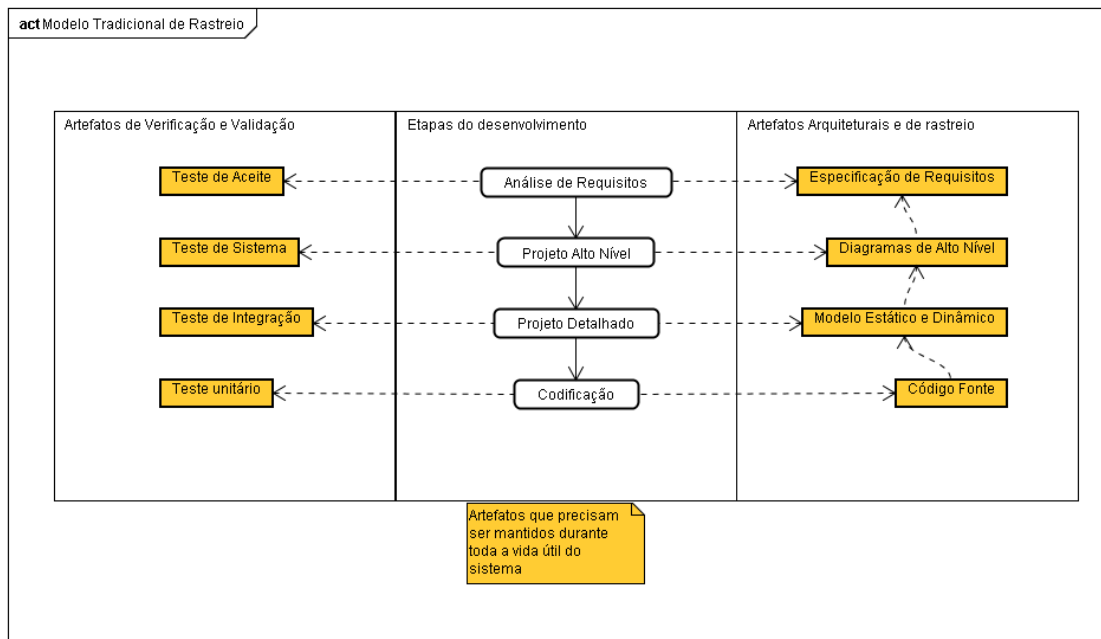 act Modelo Tradicional de Rastreio
Artefatos de Verificação e Validação
Etapas do desenvolvimento
Artefatos Arquiteturais e de rastreio
Teste de Aceite
Análise de Requisitos
Especificação de Requisitos
Teste de Sistema
Projeto Alto Nível
Diagramas de Alto Nível
Teste de Integração
Projeto Detalhado
Modelo Estático e Dinâmico
Teste unitário
Codificação
Código Fonte
Artefatos que precisam
ser mantidos durante
toda a vida útil do
sistema